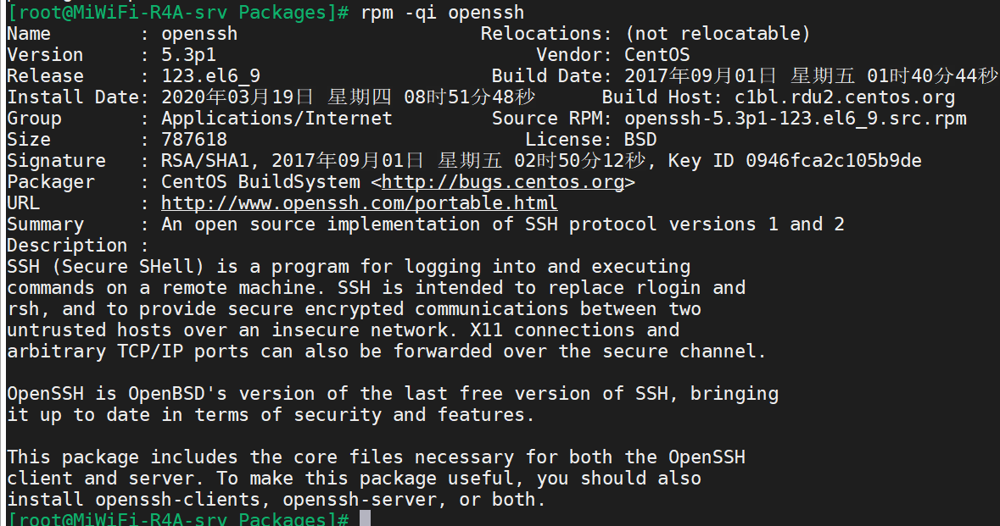 [root@MiWiFi-R4A-srv Packages]# rpm -qi openssh
Name        : openssh                      Relocations: (not relocatable)
Version     : 5.3p1                             Vendor: CentOS
Release     : 123.el6_9                     Build Date: 2017年09月01日 星期五 01时40分44秒
Install Date: 2020年03月19日 星期四 08时51分48秒      Build Host: c1bl.rdu2.centos.org
Group       : Applications/Internet         Source RPM: openssh-5.3p1-123.el6_9.src.rpm
Size        : 787618                           License: BSD
Signature   : RSA/SHA1, 2017年09月01日 星期五 02时50分12秒, Key ID 0946fca2c105b9de
Packager    : CentOS BuildSystem <http://bugs.centos.org>
URL         : http://www.openssh.com/portable.html
Summary     : An open source implementation of SSH protocol versions 1 and 2
Description :
SSH (Secure SHell) is a program for logging into and executing
commands on a remote machine. SSH is intended to replace rlogin and
rsh, and to provide secure encrypted communications between two
untrusted hosts over an insecure network. X11 connections and
arbitrary TCP/IP ports can also be forwarded over the secure channel.

OpenSSH is OpenBSD's version of the last free version of SSH, bringing
it up to date in terms of security and features.

This package includes the core files necessary for both the OpenSSH
client and server. To make this package useful, you should also
install openssh-clients, openssh-server, or both.
[root@MiWiFi-R4A-srv Packages]#